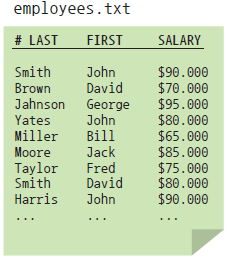 employees.txt
# LAST FIRST SALARY
Smith John $90.000
Brown David $70.000
Jahnson George $95.000
Yates John $80.000
Miller Bill $65.000
Moore Jack $85.000
Taylor Fred $75.000
Smith David $80.000
Harris John $90.000
... ... ...